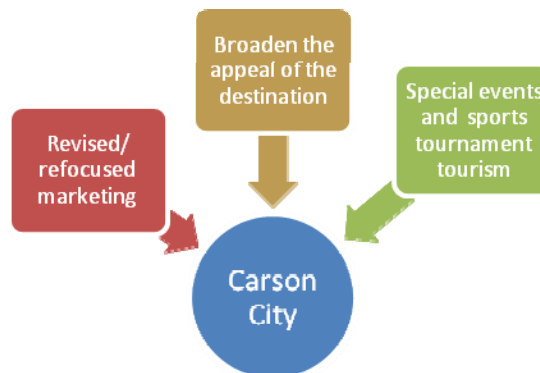 Broaden the
appeal of the
destination
Revised/
refocused
marketing
Special events
and sports
tournament
tourism
Carson
City